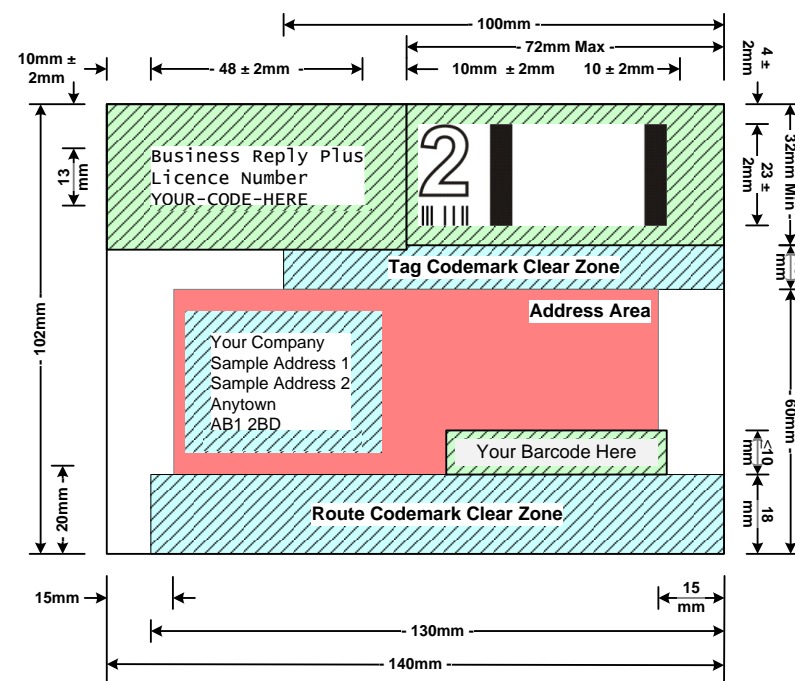 - 100mm -
- 72mm Max -
4 ±
2mm
10mm ±
2mm
- 48 ± 2mm -
10mm ± 2mm
10 ± 2mm
13
mm
Business Reply Plus
Licence Number
YOUR-CODE-HERE
2
23 ±
2mm
32mm Min -
Tag Codemark Clear Zone
mm
- 102mm -
Address Area
Your Company
Sample Address 1
Sample Address 2
Anytown
AB1 2BD
- 60mm -
Your Barcode Here
<10
mm
- 20mm -
Route Codemark Clear Zone
18
mm
15mm
15
mm
- 130mm -
- 140mm -